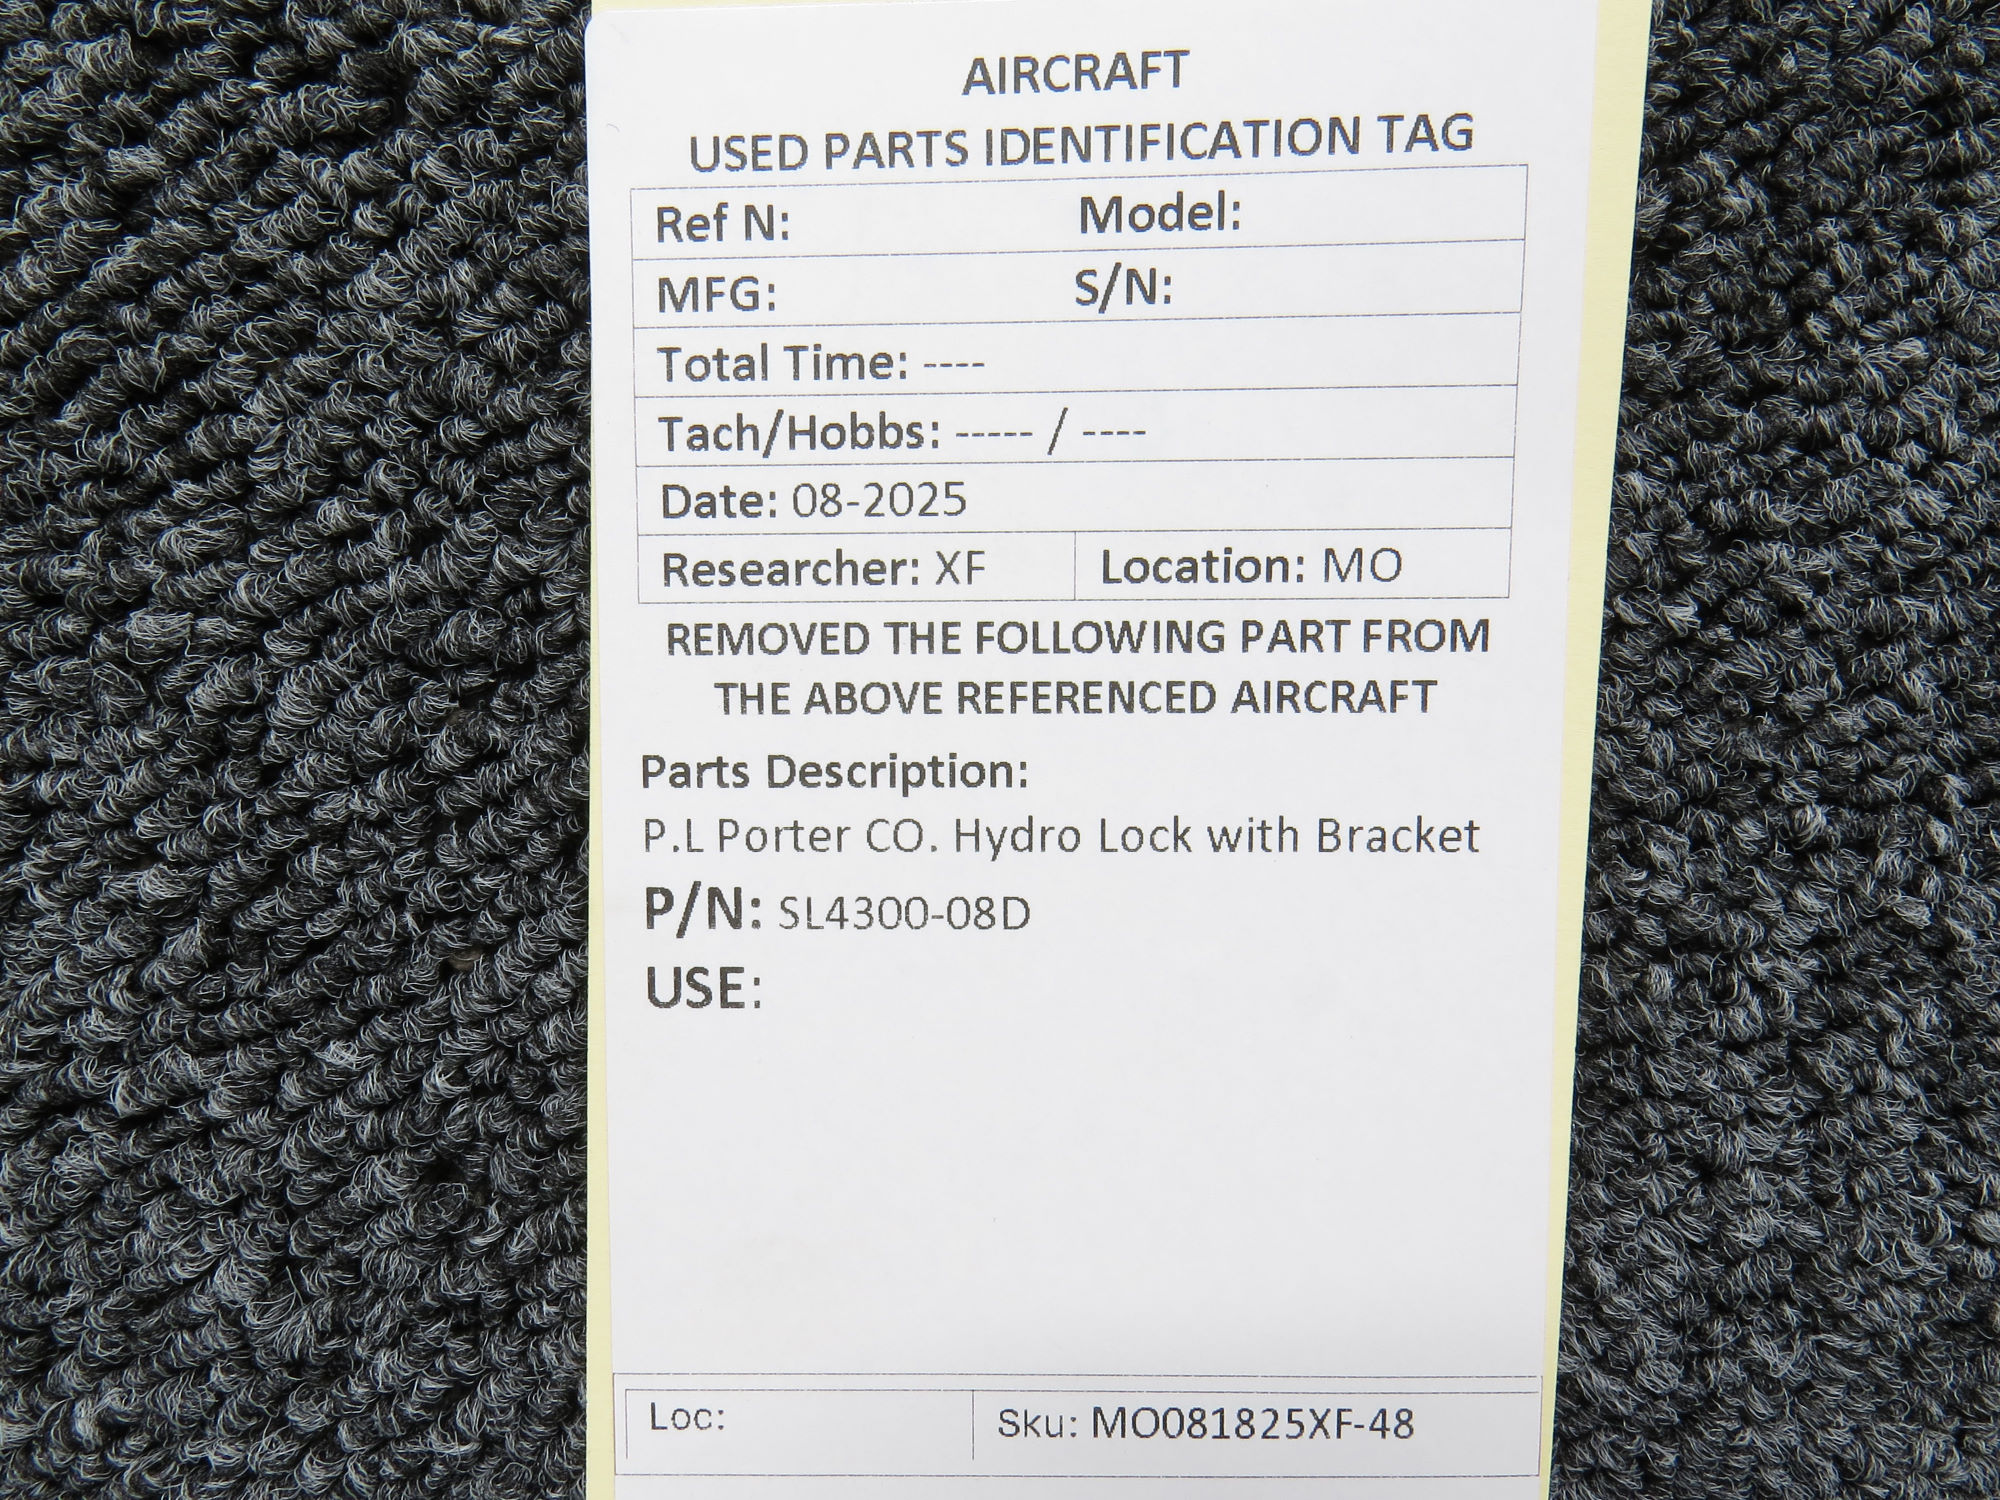 AIRCRAFT
USED PARTS IDENTIFICATION TAG
Ref N: Model:
MFG: S/N:
Total Time: ----
Tach/Hobbs: ----- / ----
Date: 08-2025
Researcher: XF Location: MO
REMOVED THE FOLLOWING PART FROM
THE ABOVE REFERENCED AIRCRAFT
Parts Description:
P.L Porter CO. Hydro Lock with Bracket
P/N: SL4300-08D
USE:
Loc: Sku: MO081825XF-48